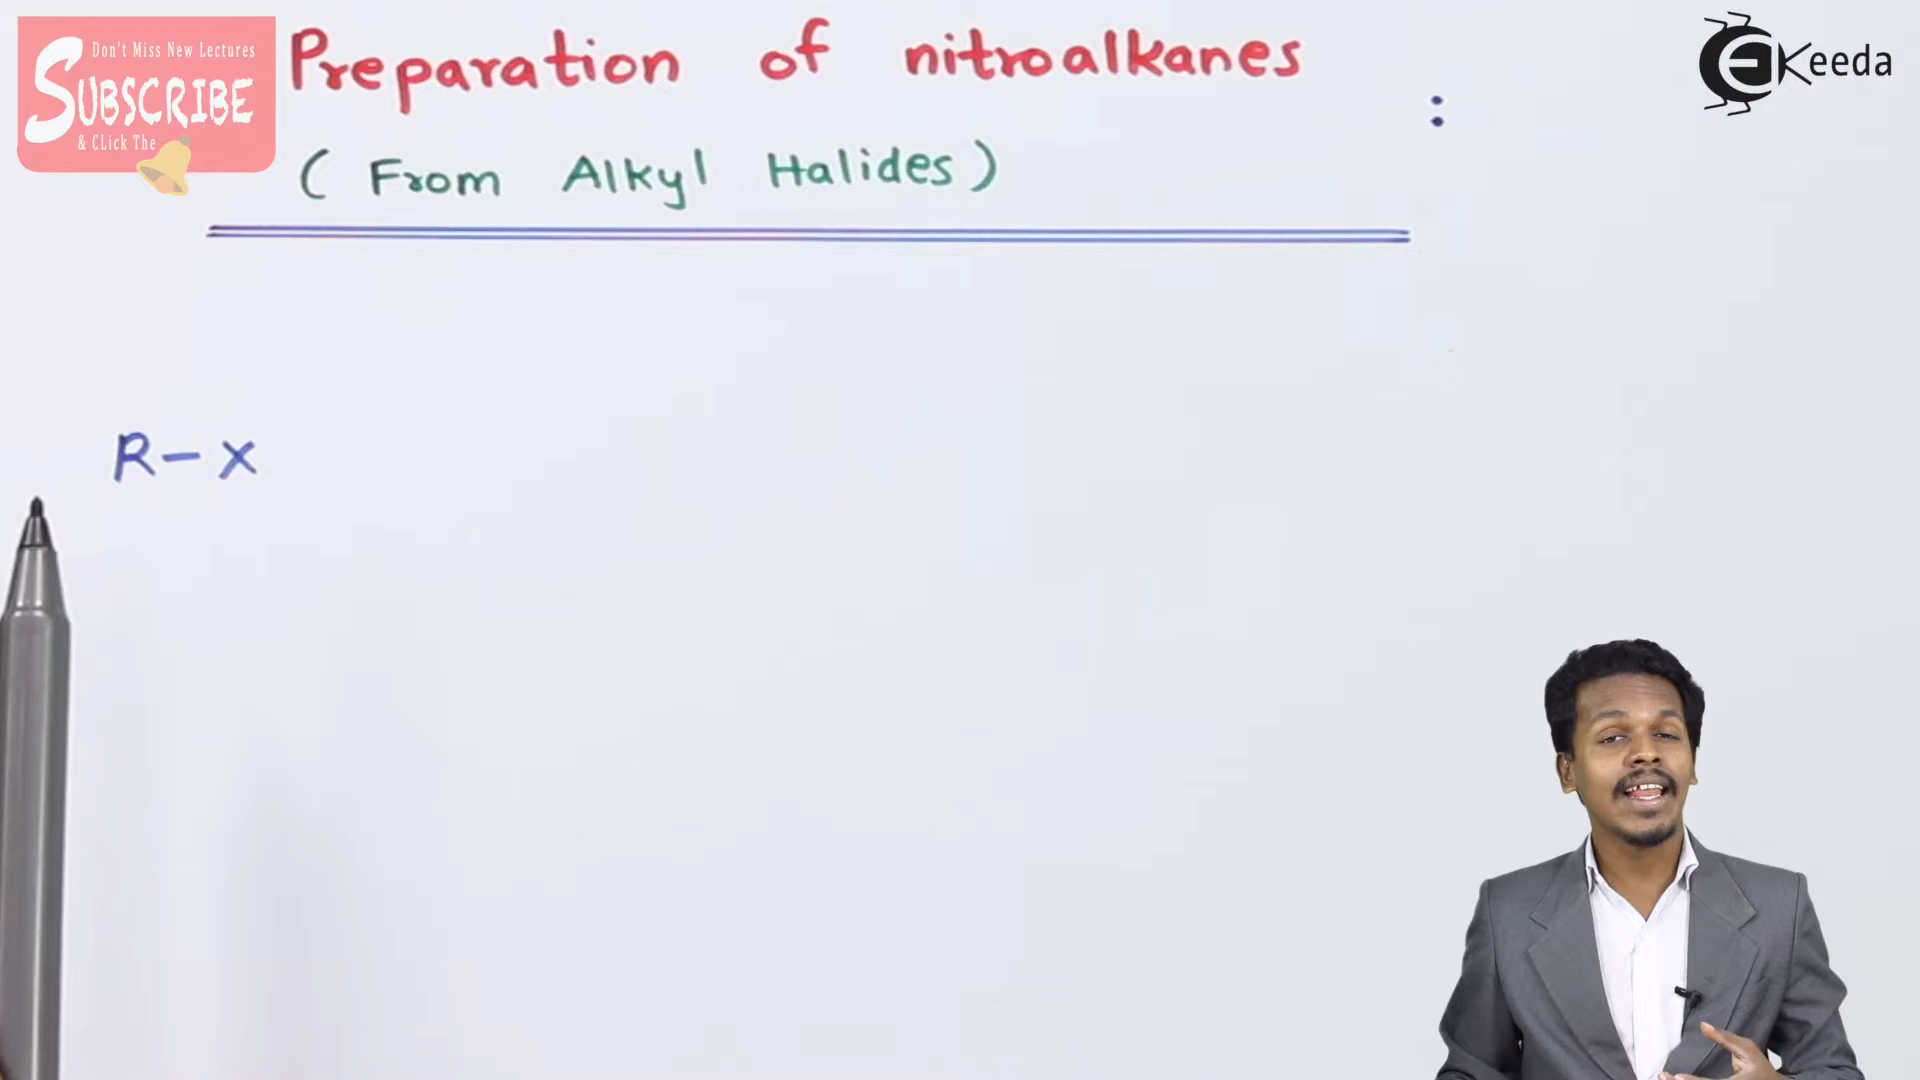 Don't Miss New Lectures
SUBSCRIBE
& CLick The
Preparation of nitroalkanes :
( From Alkyl Halides )
Ekeeda
R - X